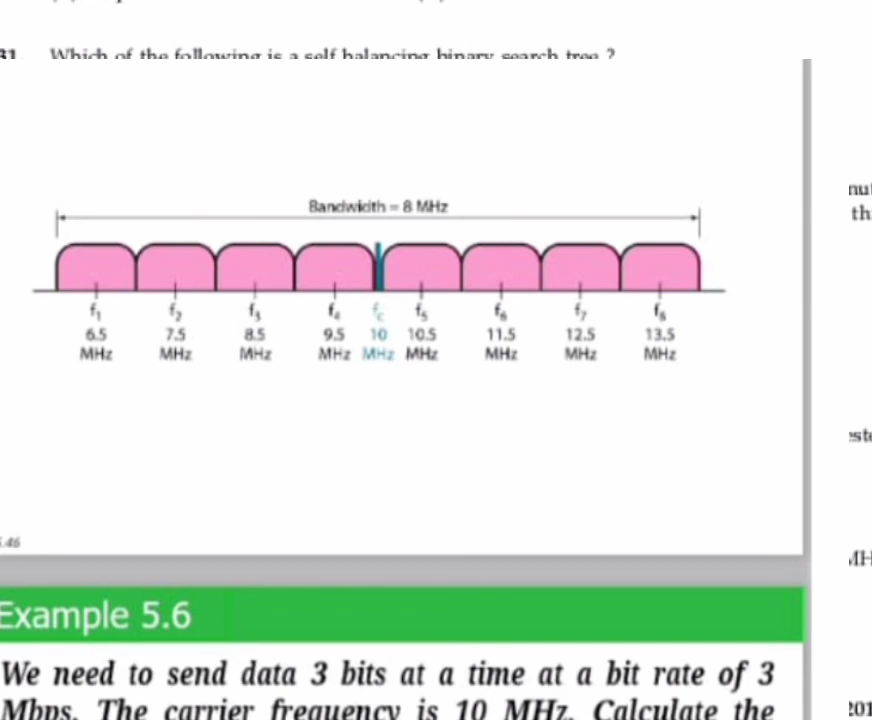 31 Which of the following is a self balancing binary search tree ?
Bandwidth = 8 MHz
f1 f2 f3 f4 fc f5 f6 f7 f8
6.5 7.5 8.5 9.5 10 10.5 11.5 12.5 13.5
MHz MHz MHz MHz MHz MHz MHz MHz MHz
Example 5.6
We need to send data 3 bits at a time at a bit rate of 3
Mbps. The carrier frequency is 10 MHz. Calculate the